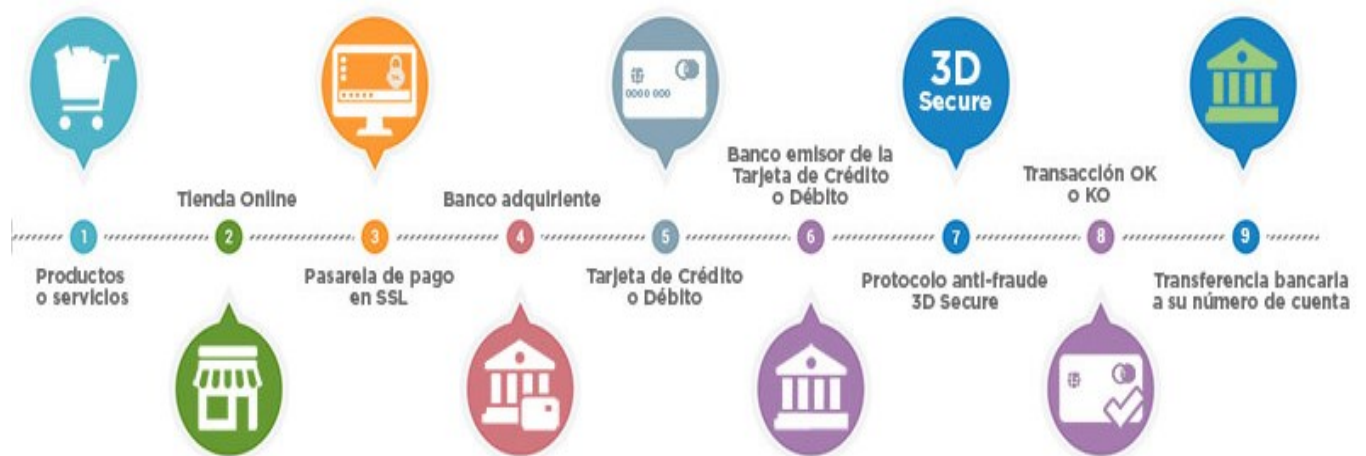 0000 000
3D
Secure
Banco emisor de la
Tarjeta de Crédito
o Débito
Transacción OK
o KO
Tienda Online
Banco adquiriente
1
2
3
4
5
6
7
8
9
Productos
o servicios
Pasarela de pago
en SSL
Tarjeta de Crédito
o Débito
Protocolo anti-fraude
3D Secure
Transferencia bancaria
a su número de cuenta